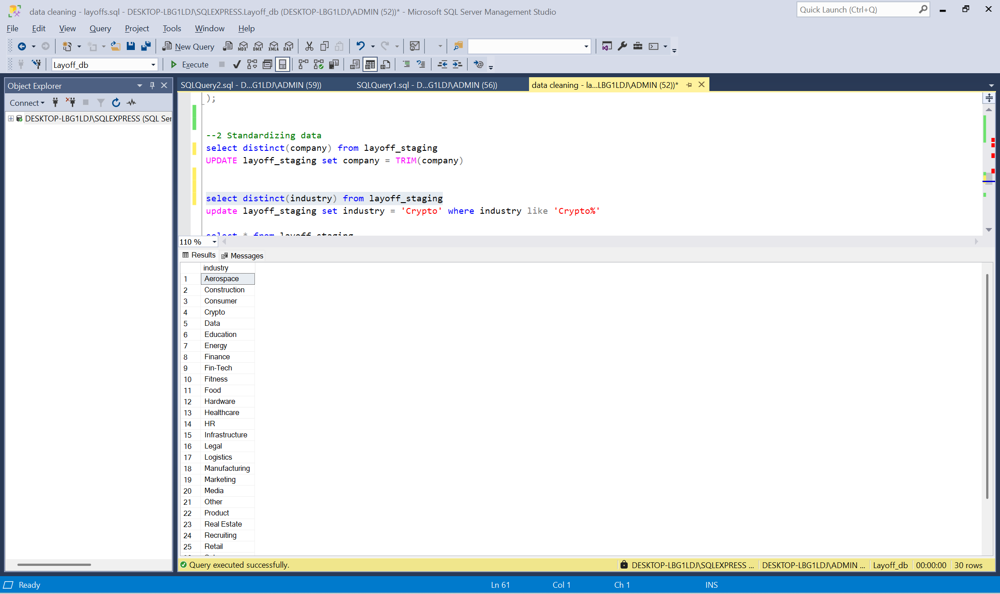 data cleaning - layoffs.sql - DESKTOP-LBG1LDJ\SQLEXPRESS.Layoff_db (DESKTOP-LBG1LDJ\ADMIN (52))* - Microsoft SQL Server Management Studio
Quick Launch (Ctrl+Q)
File Edit View Query Project Tools Window Help
New Query MDX DMX XMLA DAX
Layoff_db Execute
Object Explorer
SQLQuery2.sql - D...G1LDJ\ADMIN (59)) SQLQuery1.sql - D...G1LDJ\ADMIN (56)) data cleaning - la...LBG1LDJ\ADMIN (52))*
Connect
DESKTOP-LBG1LDJ\SQLEXPRESS (SQL Ser
);
--2 Standardizing data
select distinct(company) from layoff_staging
UPDATE layoff_staging set company = TRIM(company)
select distinct(industry) from layoff_staging
update layoff_staging set industry = 'Crypto' where industry like 'Crypto%'
select * from layoff_staging
110 %
Results Messages
industry
1 Aerospace
2 Construction
3 Consumer
4 Crypto
5 Data
6 Education
7 Energy
8 Finance
9 Fin-Tech
10 Fitness
11 Food
12 Hardware
13 Healthcare
14 HR
15 Infrastructure
16 Legal
17 Logistics
18 Manufacturing
19 Marketing
20 Media
21 Other
22 Product
23 Real Estate
24 Recruiting
25 Retail
Query executed successfully.
DESKTOP-LBG1LDJ\SQLEXPRESS ... DESKTOP-LBG1LDJ\ADMIN ... Layoff_db 00:00:00 30 rows
Ready Ln 61 Col 1 Ch 1 INS